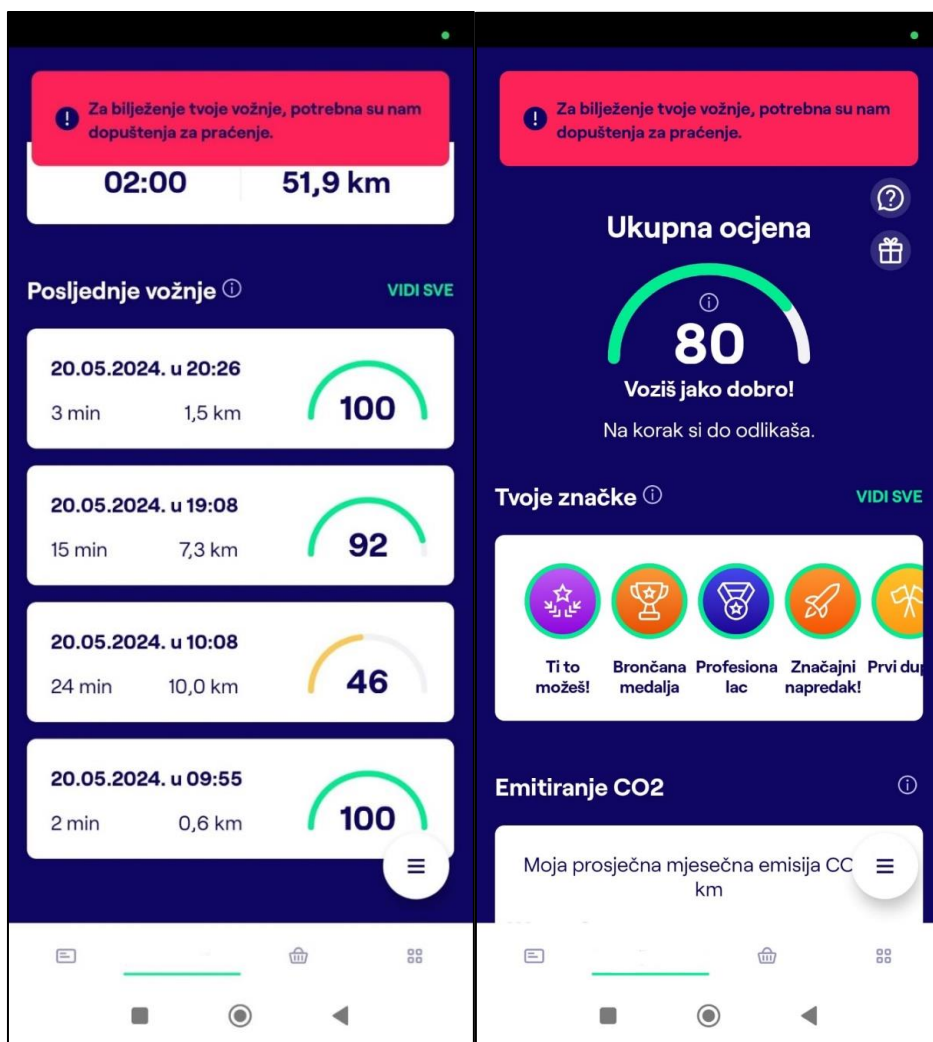 Za bilježenje tvoje vožnje, potrebna su nam
dopuštenja za praćenje.
02:00 51,9 km
Posljednje vožnje VIDI SVE
20.05.2024. u 20:26
3 min 1,5 km 100
20.05.2024. u 19:08
15 min 7,3 km 92
20.05.2024. u 10:08
24 min 10,0 km 46
20.05.2024. u 09:55
2 min 0,6 km 100
Za bilježenje tvoje vožnje, potrebna su nam
dopuštenja za praćenje.
Ukupna ocjena
80
Voziš jako dobro!
Na korak si do odlikaša.
Tvoje značke VIDI SVE
Ti to
možeš!
Brončana
medalja
Profesiona
lac
Značajni
napredak!
Prvi dup
Emitiranje CO2
Moja prosječna mjesečna emisija CO
km